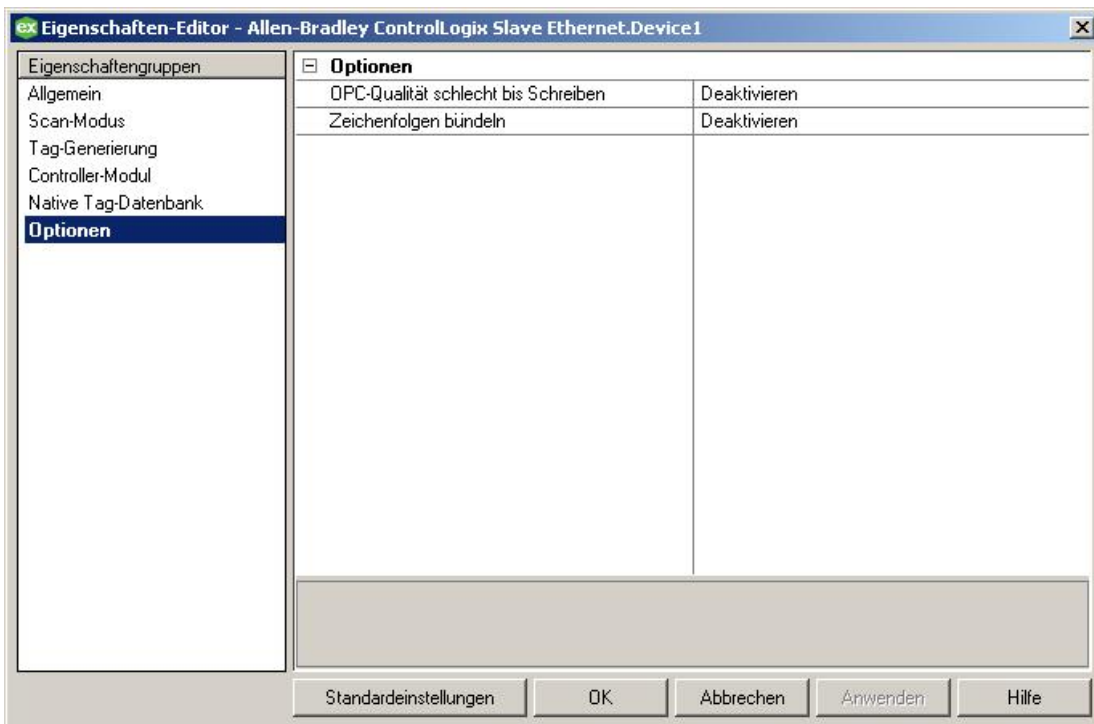 ex Eigenschaften-Editor - Allen-Bradley ControlLogix Slave Ethernet.Device1
Eigenschaftengruppen
Allgemein
Scan-Modus
Tag-Generierung
Controller-Modul
Native Tag-Datenbank
Optionen
Optionen
OPC-Qualität schlecht bis Schreiben Deaktivieren
Zeichenfolgen bündeln Deaktivieren
Standardeinstellungen OK Abbrechen Anwenden Hilfe